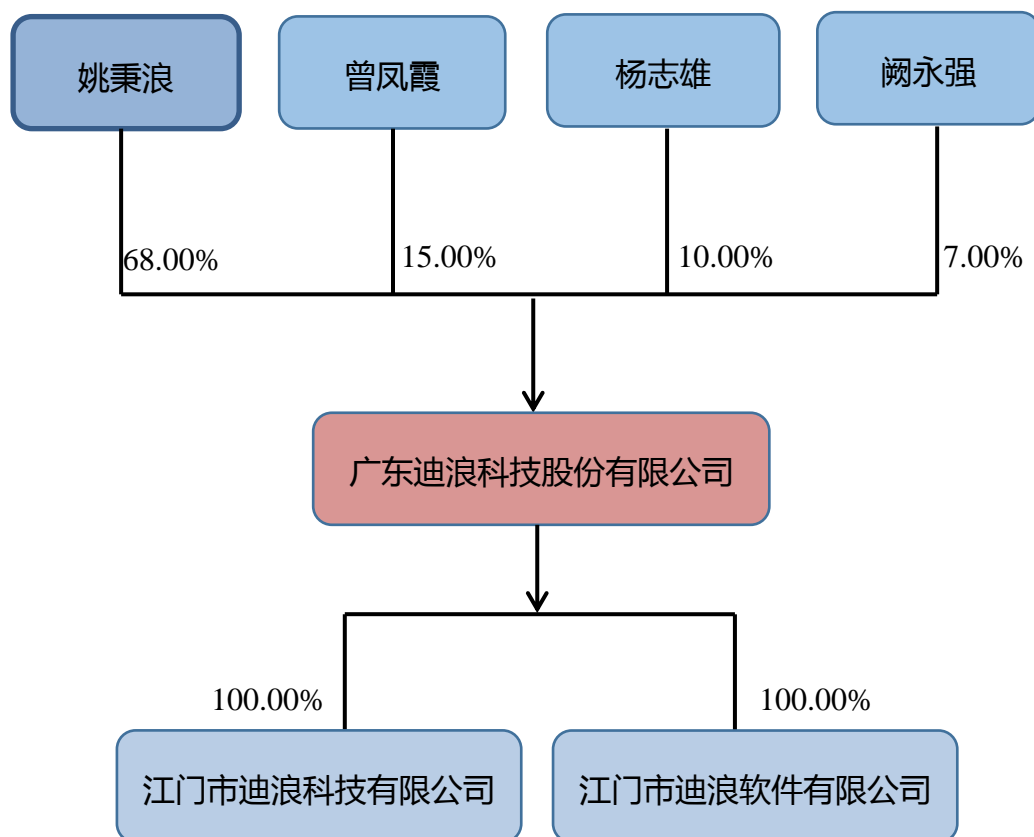 姚秉浪
曾凤霞
杨志雄
阙永强
68.00%
15.00%
10.00%
7.00%
广东迪浪科技股份有限公司
100.00%
100.00%
江门市迪浪科技有限公司
江门市迪浪软件有限公司